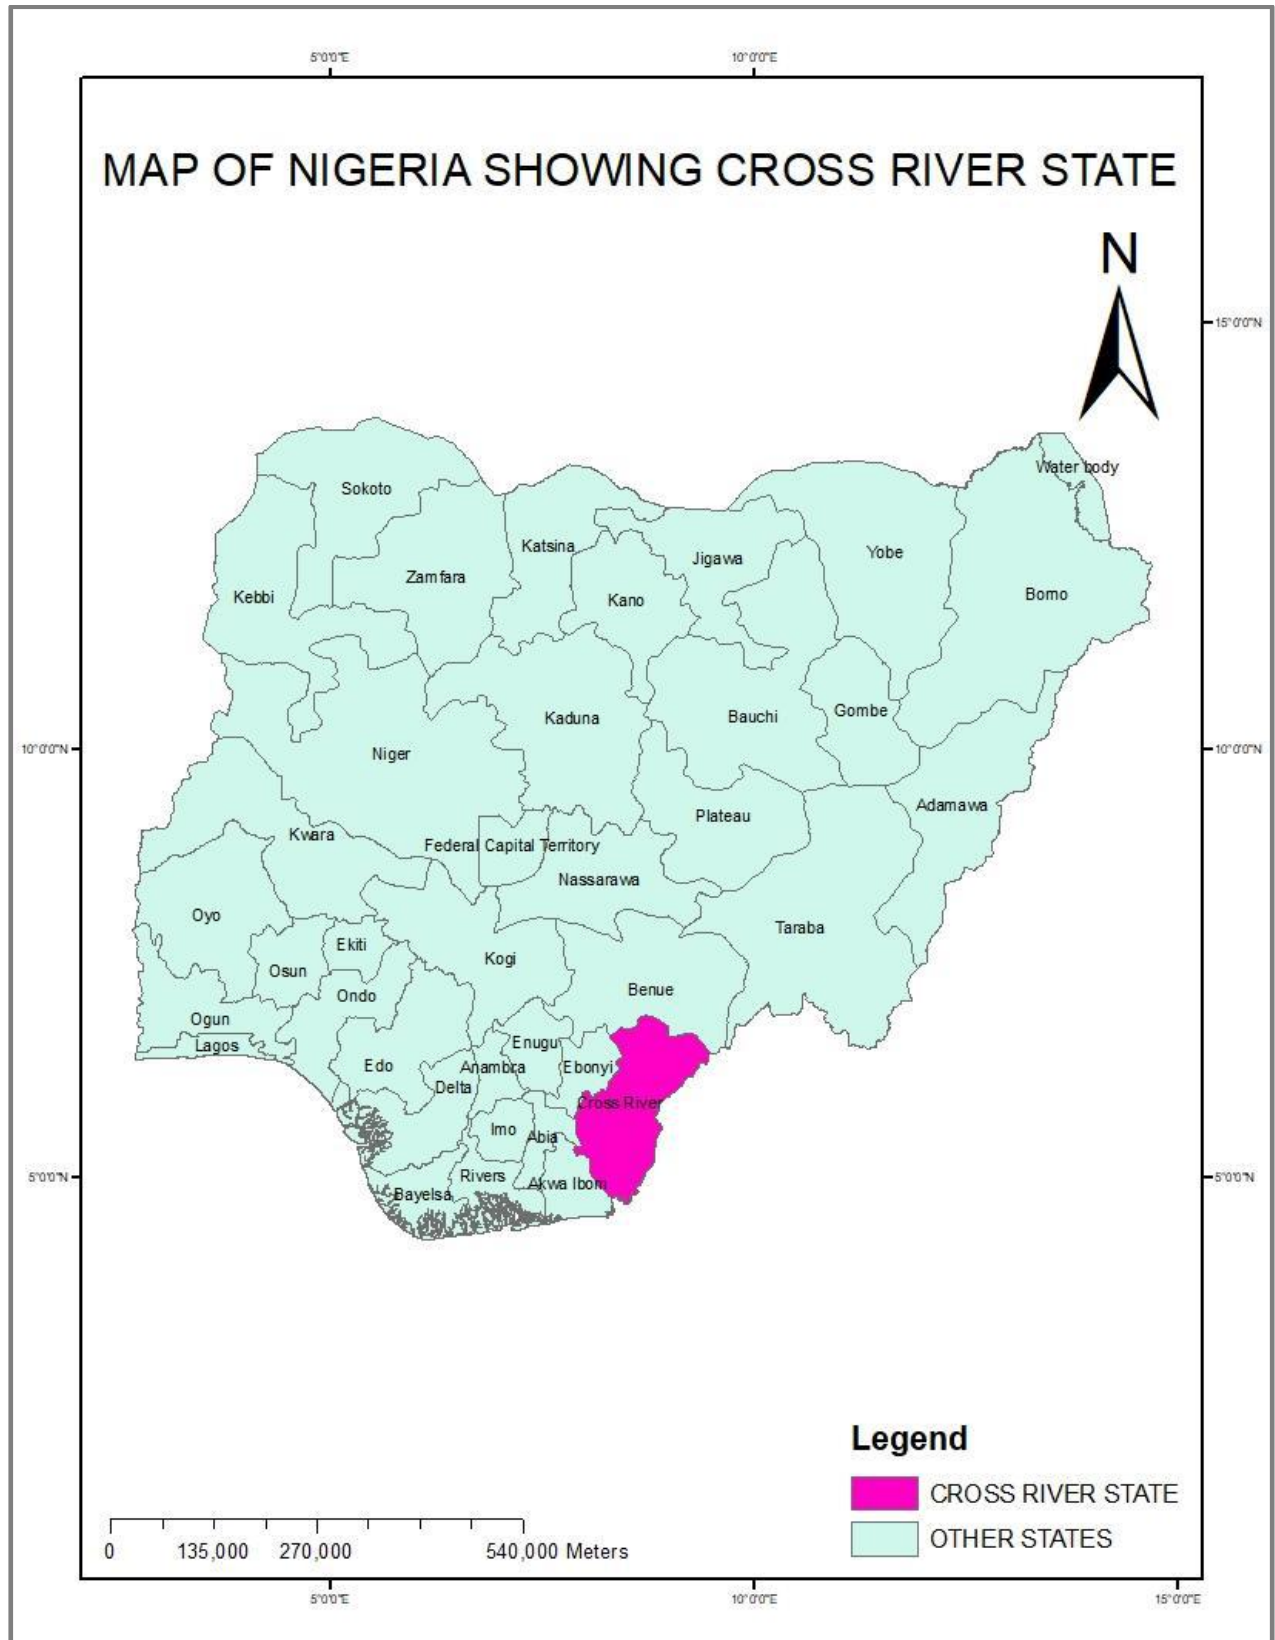 5°0'0"E 10°0'0"E
MAP OF NIGERIA SHOWING CROSS RIVER STATE
N
15°0'0"N
Water body
Sokoto
Katsina
Yobe
Jigawa
Zamfara
Borno
Kebbi
Kano
Gombe
Bauchi
Kaduna
10°0'0"N 10°0'0"N
Niger
Adamawa
Plateau
Kwara
Federal Capital Territory
Nassarawa
Oyo
Taraba
Ekiti
Kogi
Osun
Benue
Ondo
Ogun
Enugu
Lagos
Edo
Anambra
Ebonyi
Delta
Cross River
Imo
Abia
5°0'0"N 5°0'0"N
Rivers
Akwa Ibom
Bayelsa
Legend
CROSS RIVER STATE
OTHER STATES
0 135,000 270,000 540,000 Meters
5°0'0"E 10°0'0"E 15°0'0"E